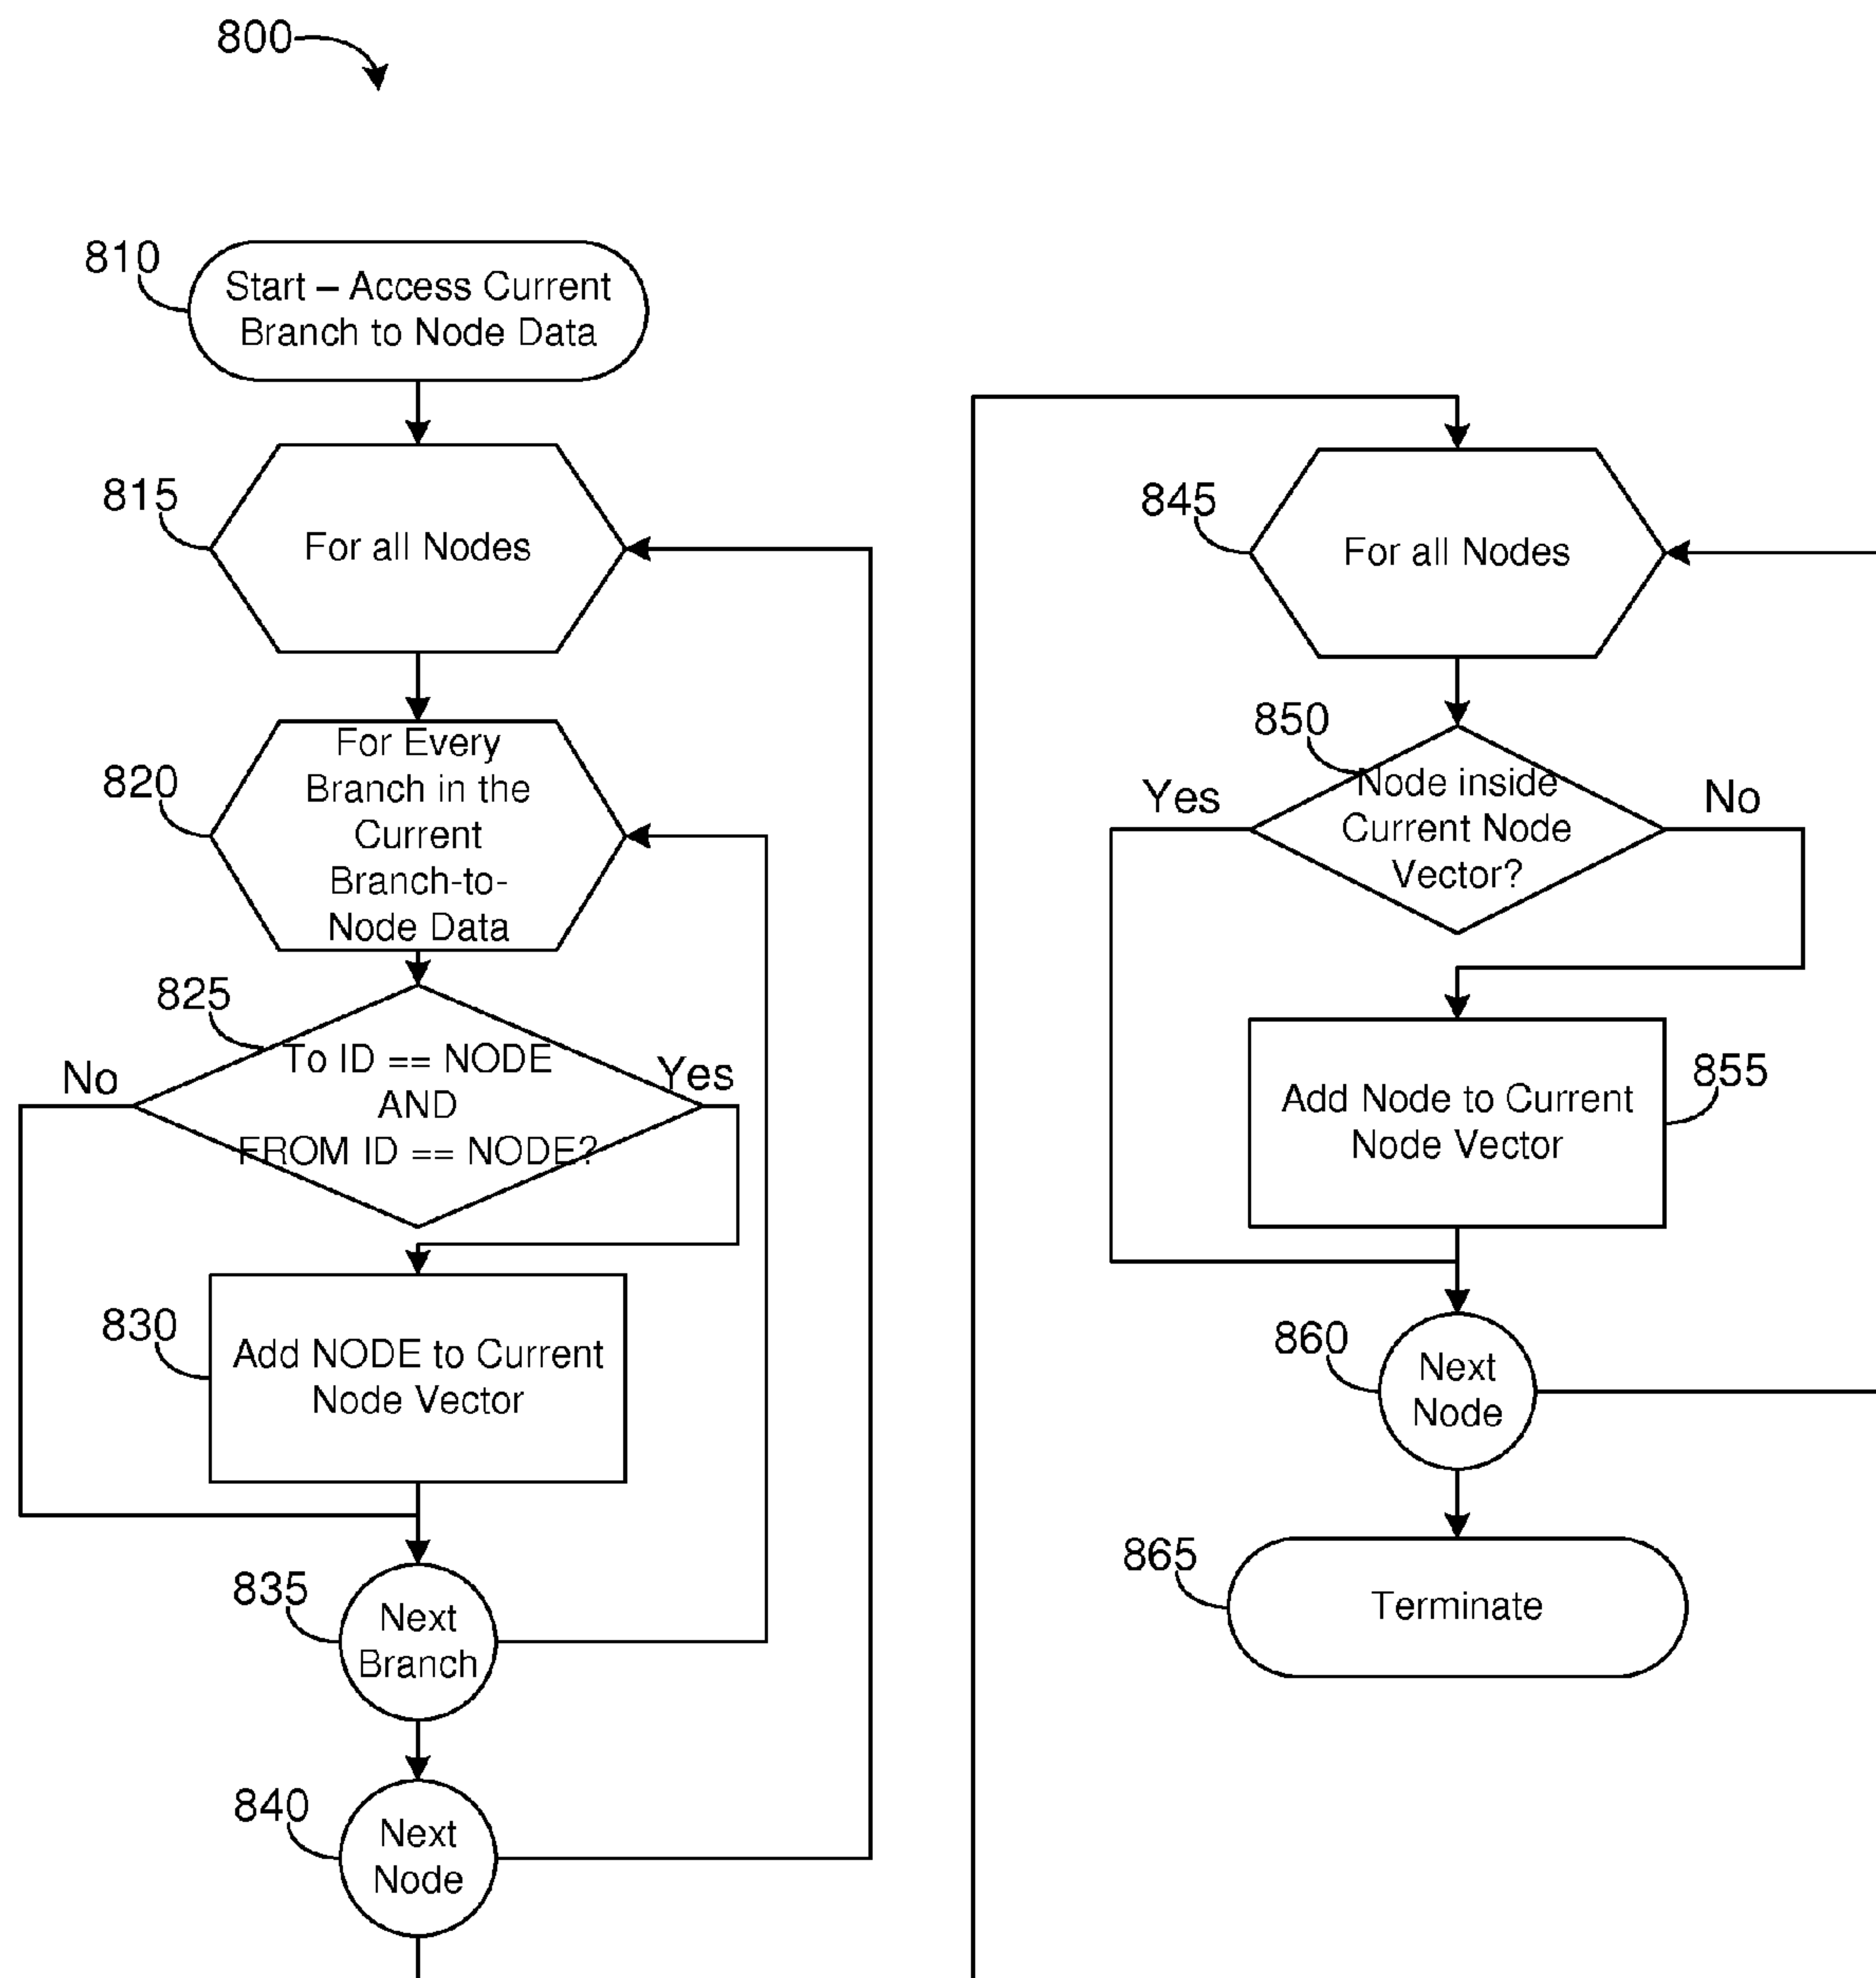 800
810
Start – Access Current
Branch to Node Data
815
For all Nodes
820
For Every
Branch in the
Current
Branch-to-
Node Data
825
To ID == NODE
AND
FROM ID == NODE?
No
Yes
830
Add NODE to Current
Node Vector
835
Next
Branch
840
Next
Node
845
For all Nodes
850
Node inside
Current Node
Vector?
Yes
No
855
Add Node to Current
Node Vector
860
Next
Node
865
Terminate